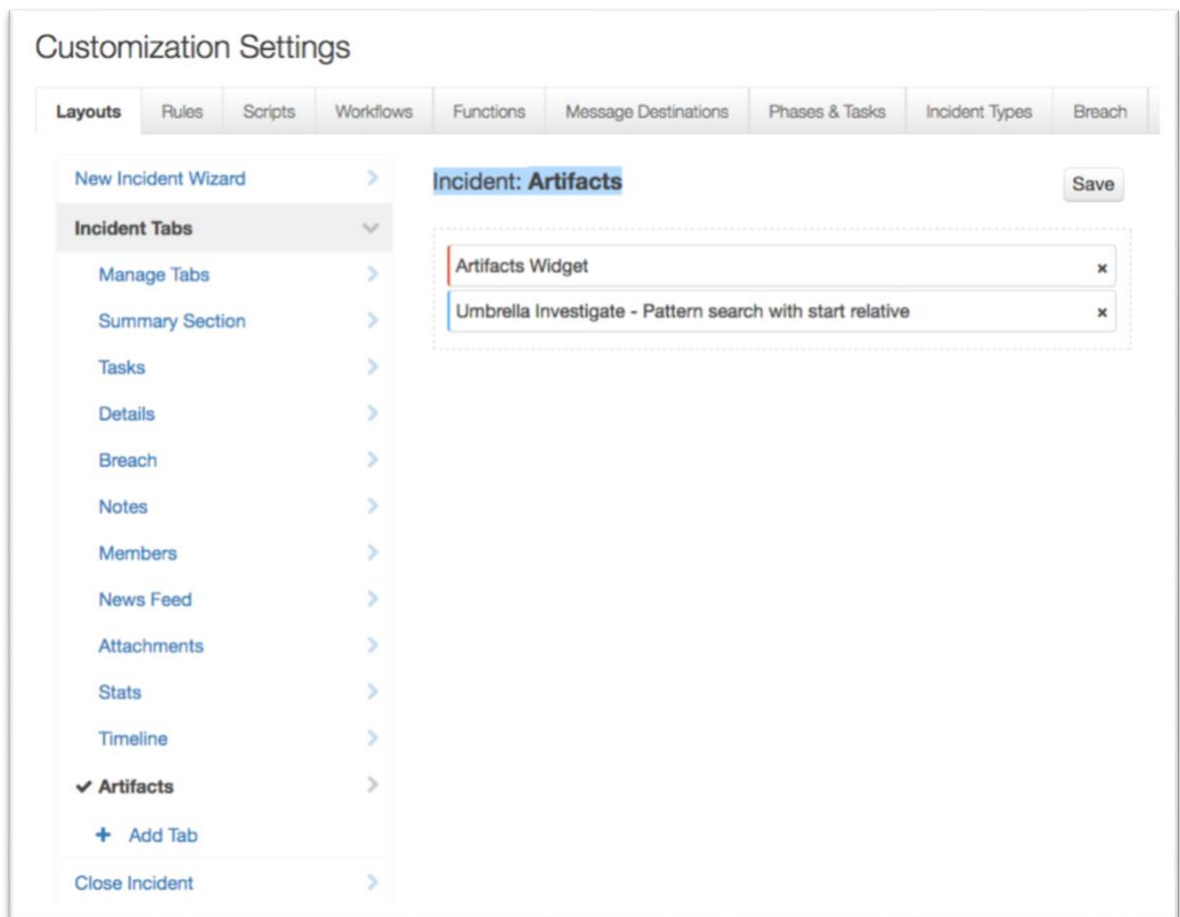 Customization Settings
Layouts Rules Scripts Workflows Functions Message Destinations Phases & Tasks Incident Types Breach
New Incident Wizard
Incident Tabs
Manage Tabs
Summary Section
Tasks
Details
Breach
Notes
Members
News Feed
Attachments
Stats
Timeline
Artifacts
Add Tab
Close Incident
Incident: Artifacts
Save
Artifacts Widget
Umbrella Investigate - Pattern search with start relative